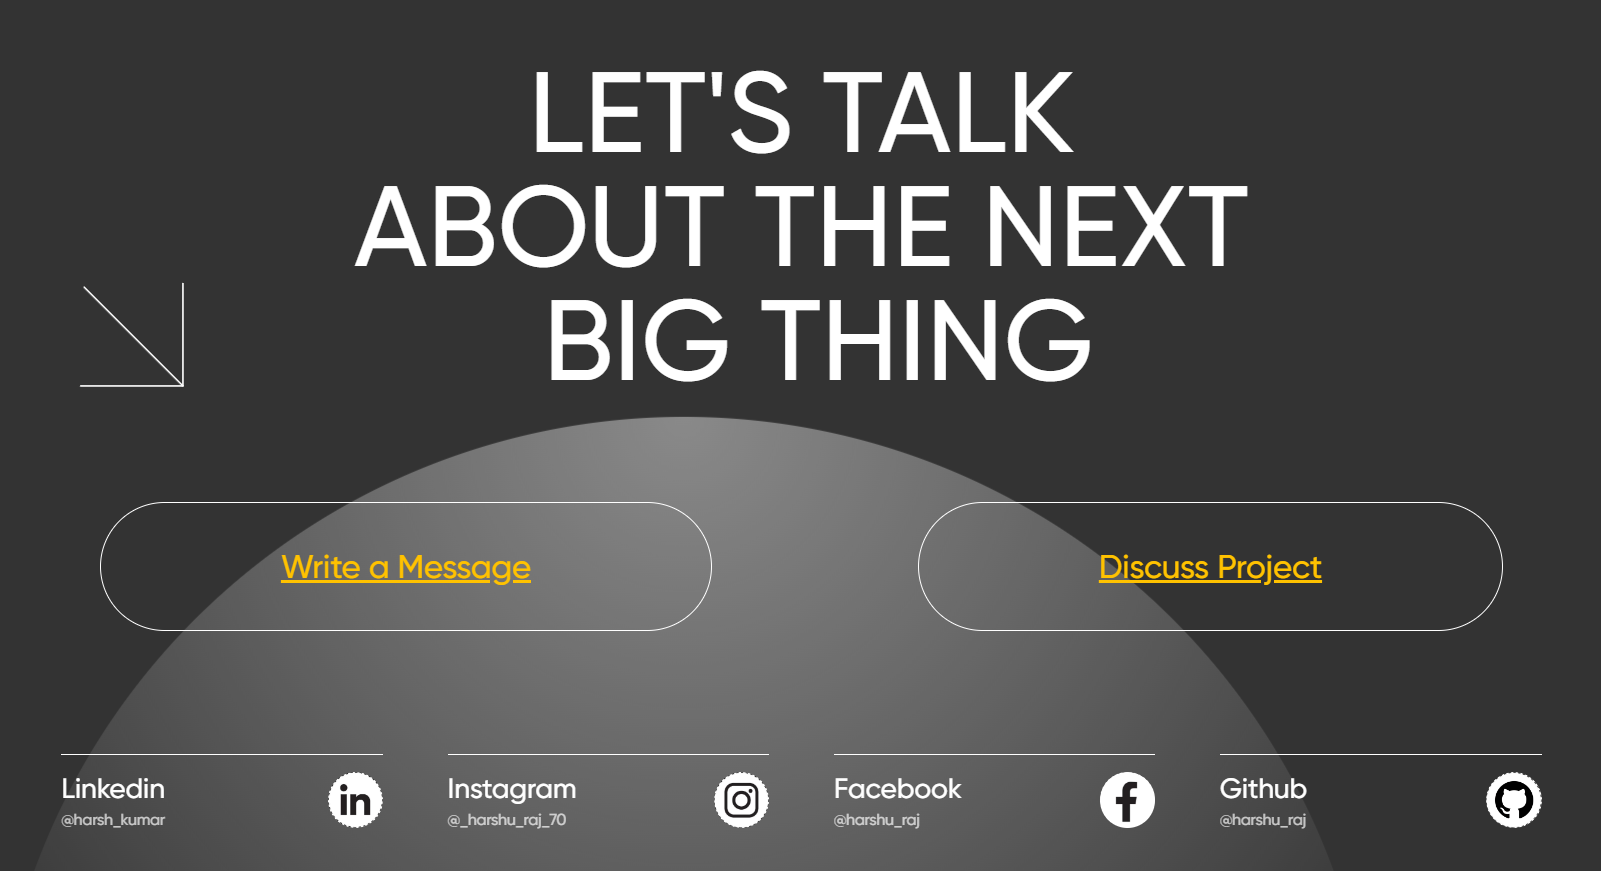 LET'S TALK
ABOUT THE NEXT
BIG THING
Write a Message
Discuss Project
Linkedin
@harsh_kumar
in
Instagram
@_harshu_raj_70
Facebook
@harshu_raj
f
Github
@harshu_raj